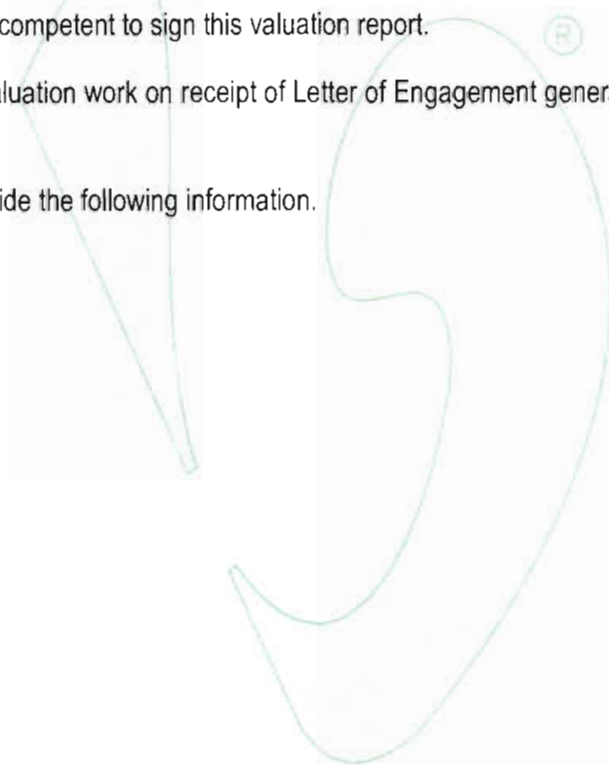 competent to sign this valuation report.
®
luation work on receipt of Letter of Engagement gener
ide the following information.